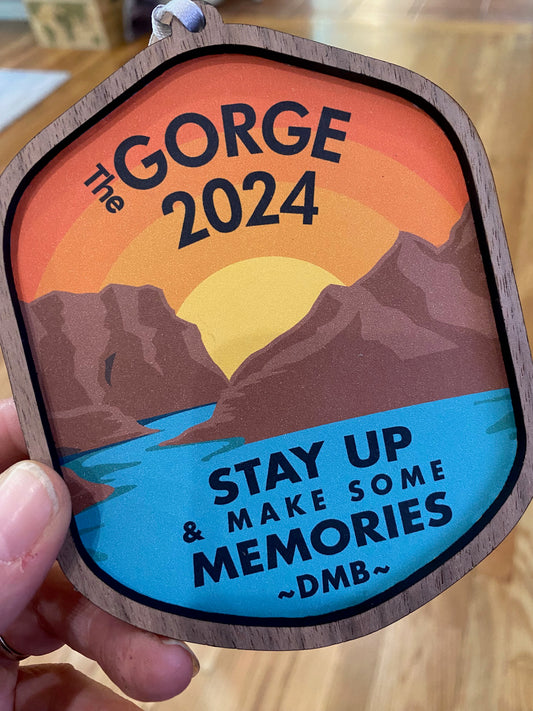 The GORGE
2024
STAY UP
& MAKE SOME
MEMORIES
~DMB~